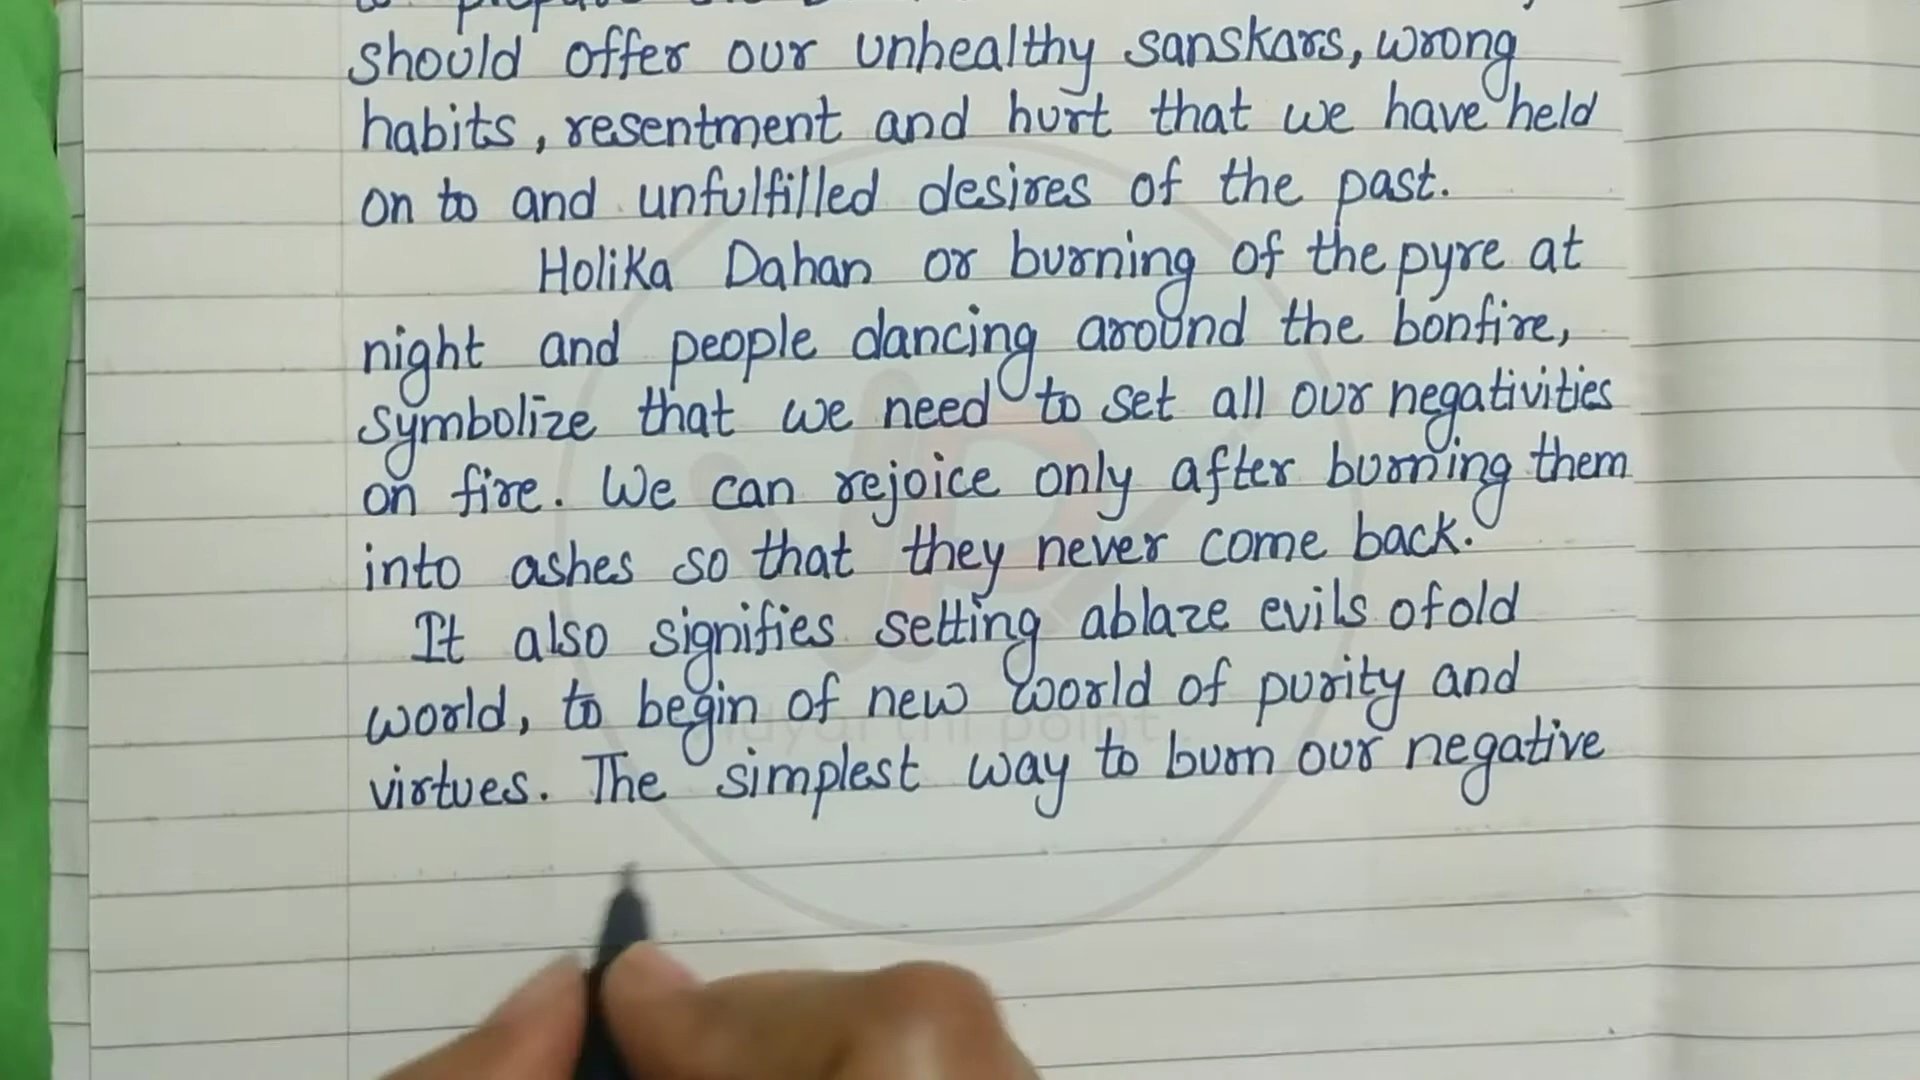 to prepare
should offer our unhealthy sanskars, wrong
habits, resentment and hurt that we have held
on to and unfulfilled desires of the past.
Holika Dahan or burning of the pyre at
night and people dancing around the bonfire,
symbolize that we need to set all our negativities
on fire. We can rejoice only after burning them
into ashes so that they never come back.
It also signifies setting ablaze evils of old
world, to begin of new world of purity and
virtues. The simplest way to burn our negative
vidyarthi point